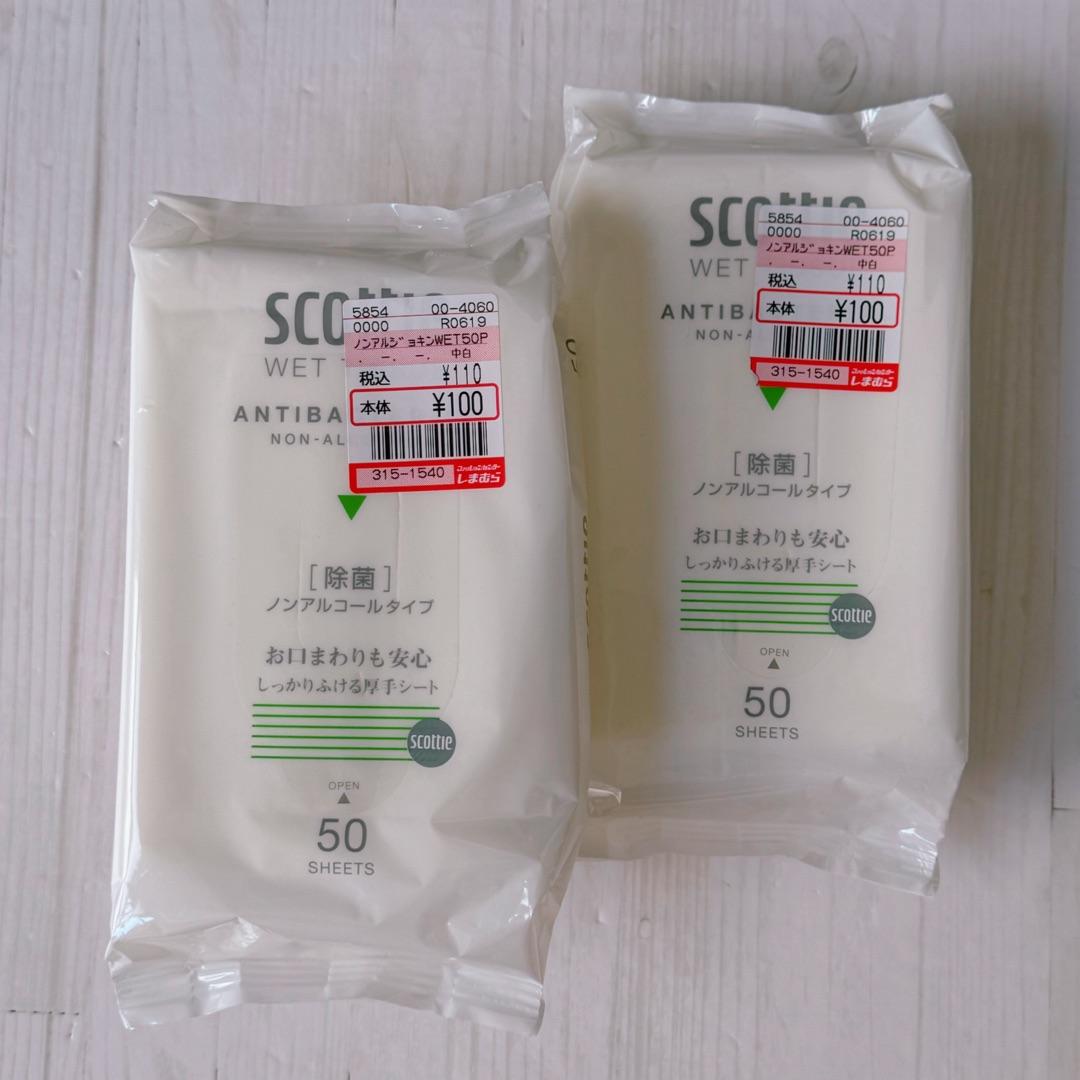 scottie
WET
ANTIBA
NON-AL
5854 00-4060
0000 R0619
ノンアルジョキンWET50P
. ー. ー. 中白
税込 ¥110
本体 ¥100
315-1540 ファッションセンター
しまむら
[除菌]
ノンアルコールタイプ
お口まわりも安心
しっかりふける厚手シート
scottie
OPEN
50
SHEETS
scottie
WET
ANTIBA
NON-A
5854 00-4060
0000 R0619
ノンアルジョキンWET50P
. ー. ー. 中白
税込 ¥110
本体 ¥100
315-1540 ファッションセンター
しまむら
[除菌]
ノンアルコールタイプ
お口まわりも安心
しっかりふける厚手シート
scottie
OPEN
50
SHEETS